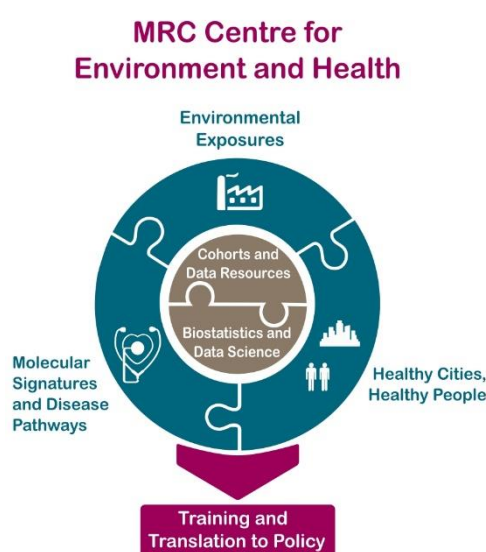 MRC Centre for
Environment and Health
Environmental
Exposures
Cohorts and
Data Resources
Biostatistics and
Data Science
Molecular
Signatures
and Disease
Pathways
Healthy Cities,
Healthy People
Training and
Translation to Policy